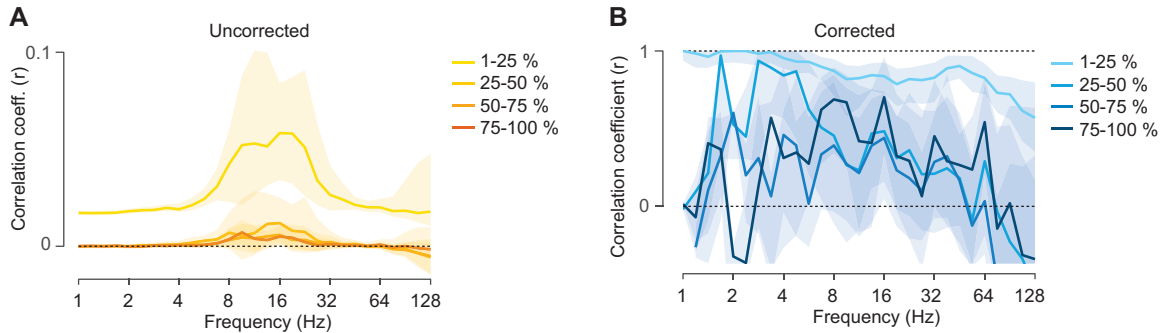 A
Uncorrected
0.1
0
Correlation coeff. (r)
1 2 4 8 16 32 64 128
Frequency (Hz)
1-25 %
25-50 %
50-75 %
75-100 %
B
Corrected
1
0
-1
Correlation coefficient (r)
1 2 4 8 16 32 64 128
Frequency (Hz)
1-25 %
25-50 %
50-75 %
75-100 %